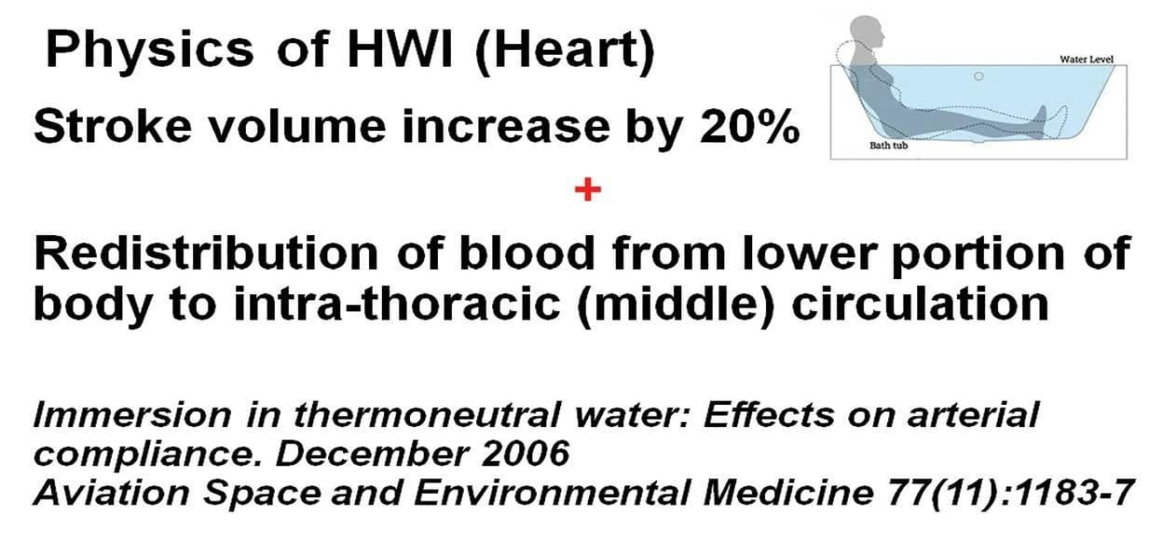 Physics of HWI (Heart)
Water Level
Bath tub
Stroke volume increase by 20%
+
Redistribution of blood from lower portion of
body to intra-thoracic (middle) circulation
Immersion in thermoneutral water: Effects on arterial
compliance. December 2006
Aviation Space and Environmental Medicine 77(11):1183-7